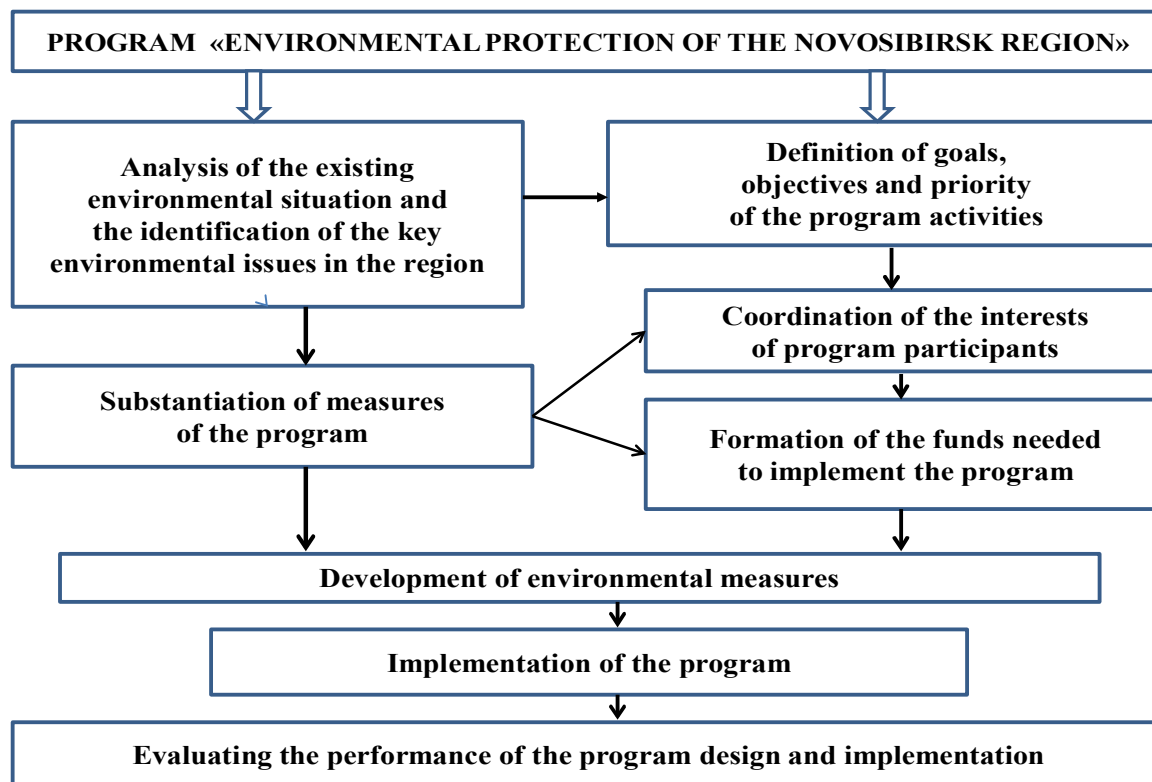 PROGRAM «ENVIRONMENTAL PROTECTION OF THE NOVOSIBIRSK REGION»
Analysis of the existing
environmental situation and
the identification of the key
environmental issues in the region
Definition of goals,
objectives and priority
of the program activities
Coordination of the interests
of program participants
Substantiation of measures
of the program
Formation of the funds needed
to implement the program
Development of environmental measures
Implementation of the program
Evaluating the performance of the program design and implementation